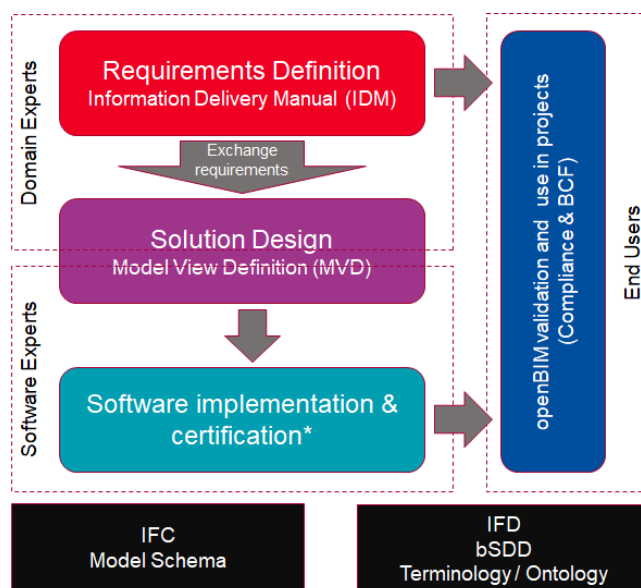 Domain Experts
Requirements Definition
Information Delivery Manual (IDM)
Exchange
requirements
Solution Design
Model View Definition (MVD)
Software Experts
Software implementation &
certification*
openBIM validation and use in projects
(Compliance & BCF)
End Users
IFC
Model Schema
IFD
bSDD
Terminology / Ontology